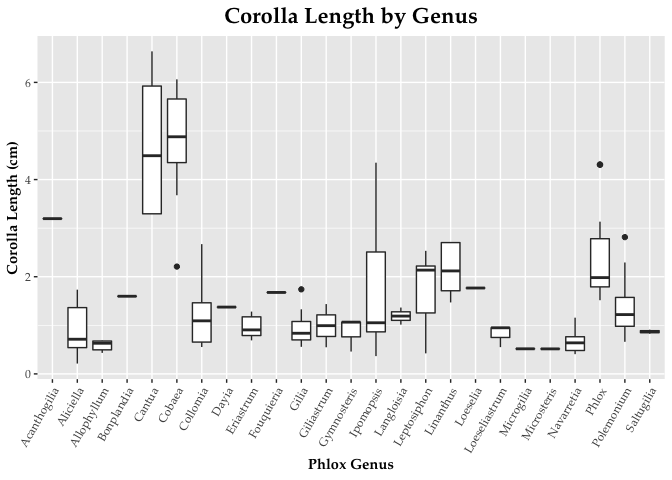 Corolla Length by Genus
Corolla Length (cm)
6
4
2
0
Acanthogilia
Aliciella
Allophyllum
Bonplandia
Cantua
Cobaea
Collomia
Dayia
Eriastrum
Fouquieria
Gilia
Giliastrum
Gymnosteris
Ipomopsis
Langloisia
Leptosiphon
Linanthus
Loeselia
Loeseliastrum
Microgilia
Microsteris
Navarretia
Phlox
Polemonium
Saltugilia
Phlox Genus